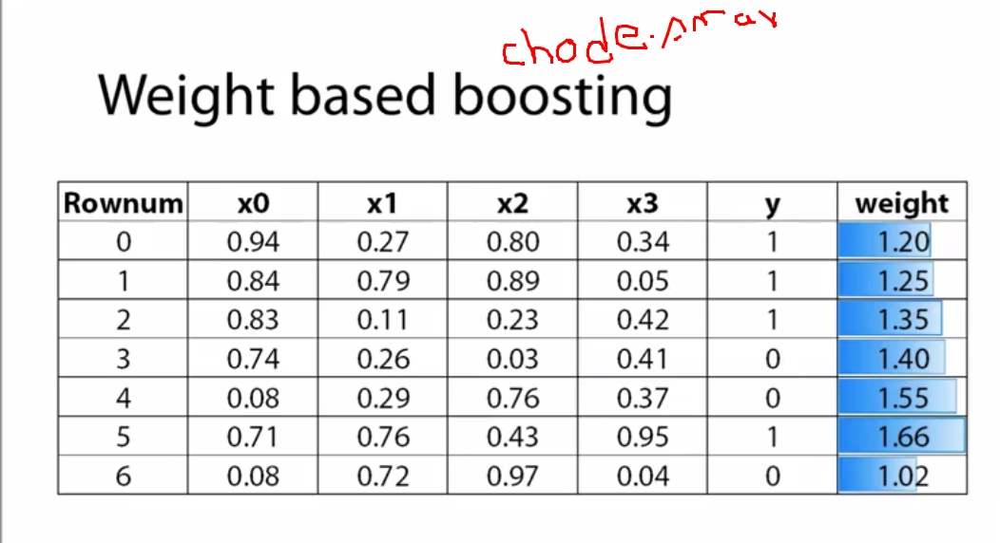 Weight based boosting
Rownum x0 x1 x2 x3 y weight
0 0.94 0.27 0.80 0.34 1 1.20
1 0.84 0.79 0.89 0.05 1 1.25
2 0.83 0.11 0.23 0.42 1 1.35
3 0.74 0.26 0.03 0.41 0 1.40
4 0.08 0.29 0.76 0.37 0 1.55
5 0.71 0.76 0.43 0.95 1 1.66
6 0.08 0.72 0.97 0.04 0 1.02